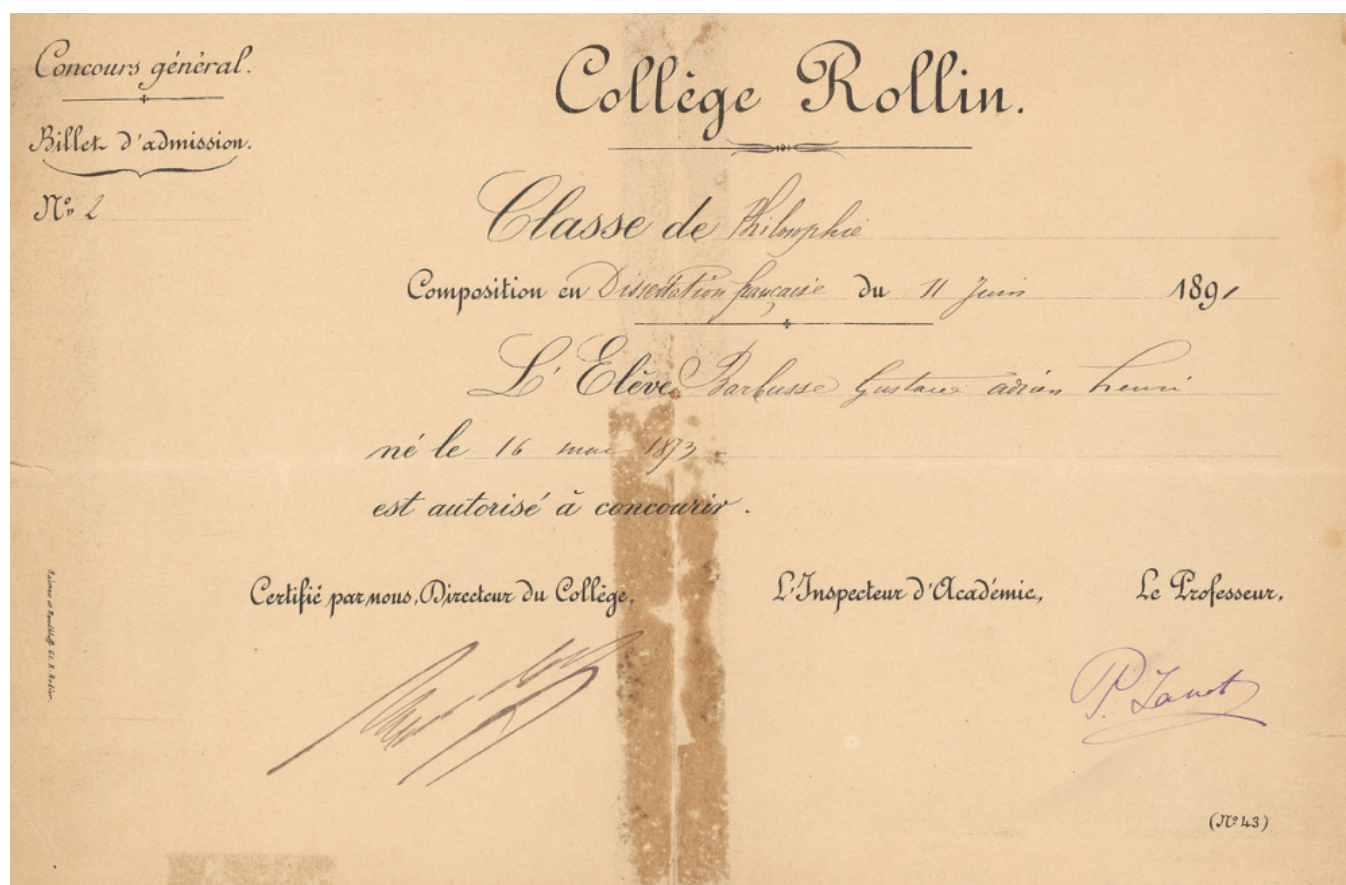 Concours général.
Billet d'admission.
N° 2
Collège Rollin.
Classe de Philosophie
Composition en Dissertation française du 11 Juin 1891
L'Elève Barbusse Gustave adrien henri
né le 16 mai 1873
est autorisé à concourir.
Certifié par nous, Directeur du Collège,
L'Inspecteur d'Académie,
Le Professeur,
P. Janet
(N° 43)